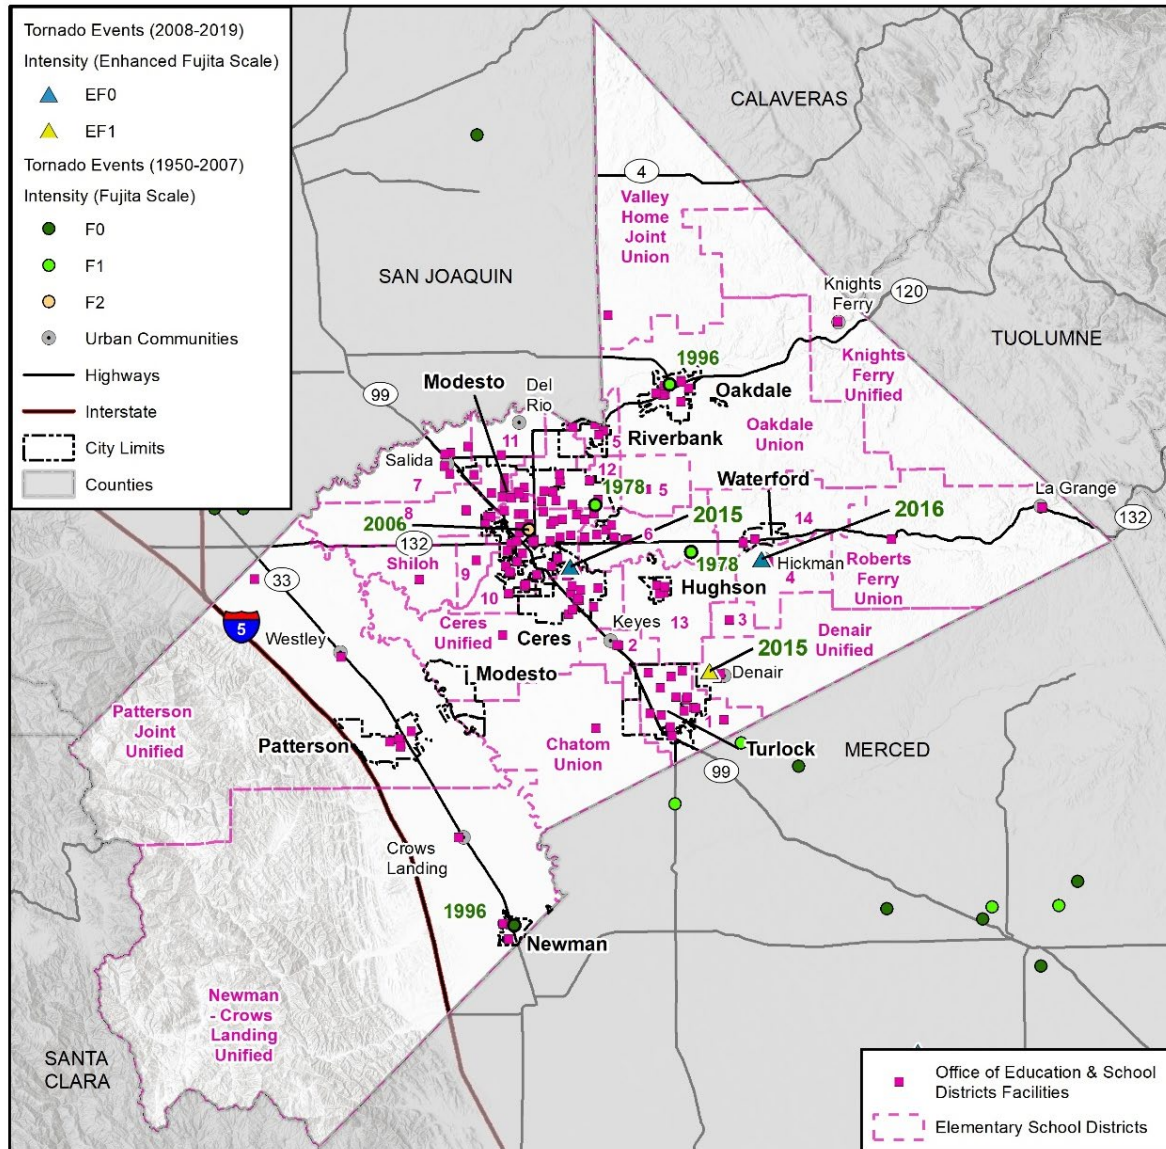 Tornado Events (2008-2019)
Intensity (Enhanced Fujita Scale)
EF0
EF1
Tornado Events (1950-2007)
Intensity (Fujita Scale)
F0
F1
F2
Urban Communities
Highways
Interstate
City Limits
Counties
CALAVERAS
4
Valley
Home
Joint
Union
SAN JOAQUIN
120
Knights
Ferry
TUOLUMNE
99
1996
Knights
Ferry
Unified
Modesto
Del
Rio
Oakdale
Oakdale
Union
11
5
Riverbank
Salida
12
7
1978
5
Waterford
La Grange
8
2006
2015
2016
14
132
132
6
Shiloh
9
1978
Hickman
4
Roberts
Ferry
Union
33
10
Hughson
5
Ceres
Unified
Ceres
Keyes
13
3
Denair
Unified
Westley
2
2015
Modesto
Denair
Patterson
Joint
Unified
Patterson
Chatom
Union
1
Turlock
MERCED
99
Crows
Landing
1996
Newman
Newman
- Crows
Landing
Unified
SANTA
CLARA
Office of Education & School
Districts Facilities
Elementary School Districts